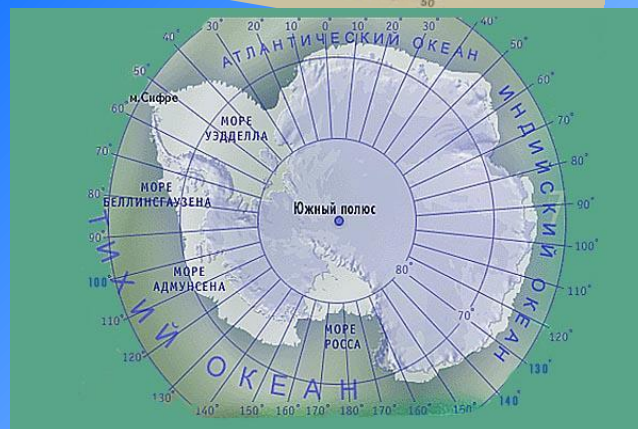 50
30° 20° 10° 0 10° 20° 30° 40°
40° 50°
50° 60°
60° 70°
70° 80°
80° 90°
90° 100°
100° 110°
110° 120°
120° 130°
130° 140°
140° 150° 160° 170° 180° 170° 160° 150°
АТЛАНТИЧЕСКИЙ ОКЕАН
ИНДИЙСКИЙ ОКЕАН
м.Сифре
МОРЕ
УЭДДЕЛЛА
МОРЕ
БЕЛЛИНСГАУЗЕНА
Южный полюс
МОРЕ
АДМУНСЕНА
80°
70°
МОРЕ
РОССА
ТИХИЙ ОКЕАН